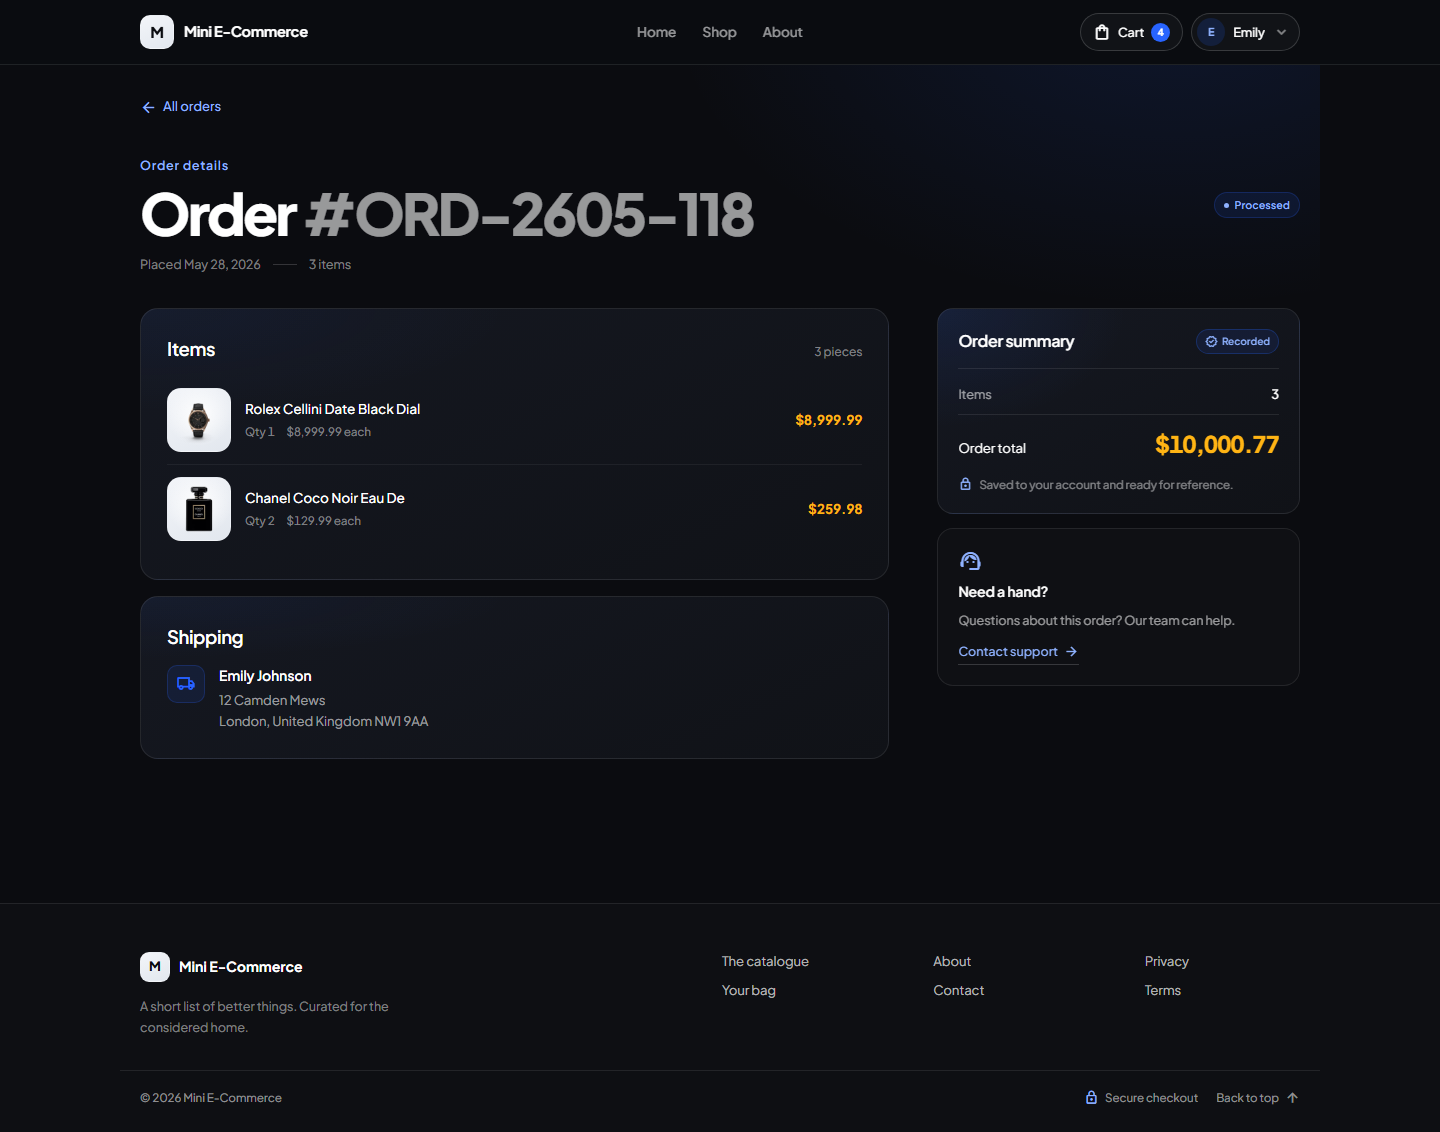 M Mini E-Commerce
Home Shop About
Cart 4
E Emily
All orders
Order details
Order #ORD-2605-118
Processed
Placed May 28, 2026 3 items
Items
3 pieces
Rolex Cellini Date Black Dial
Qty 1 $8,999.99 each
$8,999.99
Chanel Coco Noir Eau De
Qty 2 $129.99 each
$259.98
Shipping
Emily Johnson
12 Camden Mews
London, United Kingdom NW1 9AA
Order summary
Recorded
Items 3
Order total $10,000.77
Saved to your account and ready for reference.
Need a hand?
Questions about this order? Our team can help.
Contact support
M Mini E-Commerce
A short list of better things. Curated for the
considered home.
The catalogue
Your bag
About
Contact
Privacy
Terms
© 2026 Mini E-Commerce
Secure checkout
Back to top